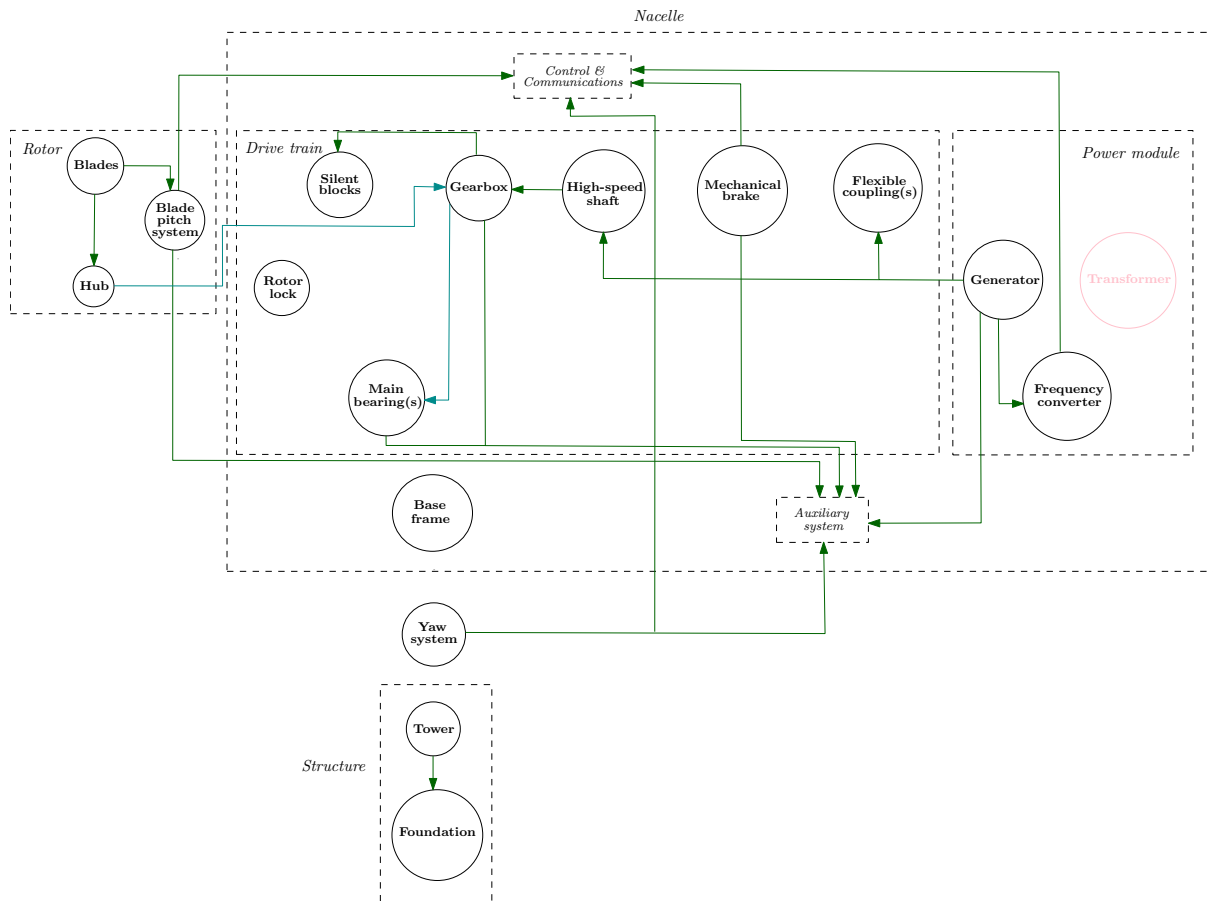 Nacelle
Control &
Communications
Rotor
Blades
Blade
pitch
system
Hub
Drive train
Silent
blocks
Gearbox
High-speed
shaft
Mechanical
brake
Flexible
coupling(s)
Rotor
lock
Main
bearing(s)
Power module
Generator
Transformer
Frequency
converter
Base
frame
Auxiliary
system
Yaw
system
Structure
Tower
Foundation